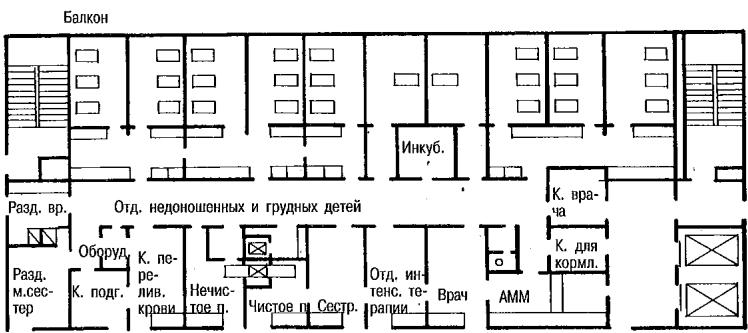 Балкон
Инкуб.
Разд. вр.
Отд. недоношенных и грудных детей
К. вра-
ча
Оборуд.
К. пе-
ре-
лив.
крови
К. для
кормл.
Разд.
м.сес-
тер
К. подг.
Нечис-
тое п.
Чистое п.
Сестр.
Отд. ин-
тенс. те-
рапии
Врач
АММ